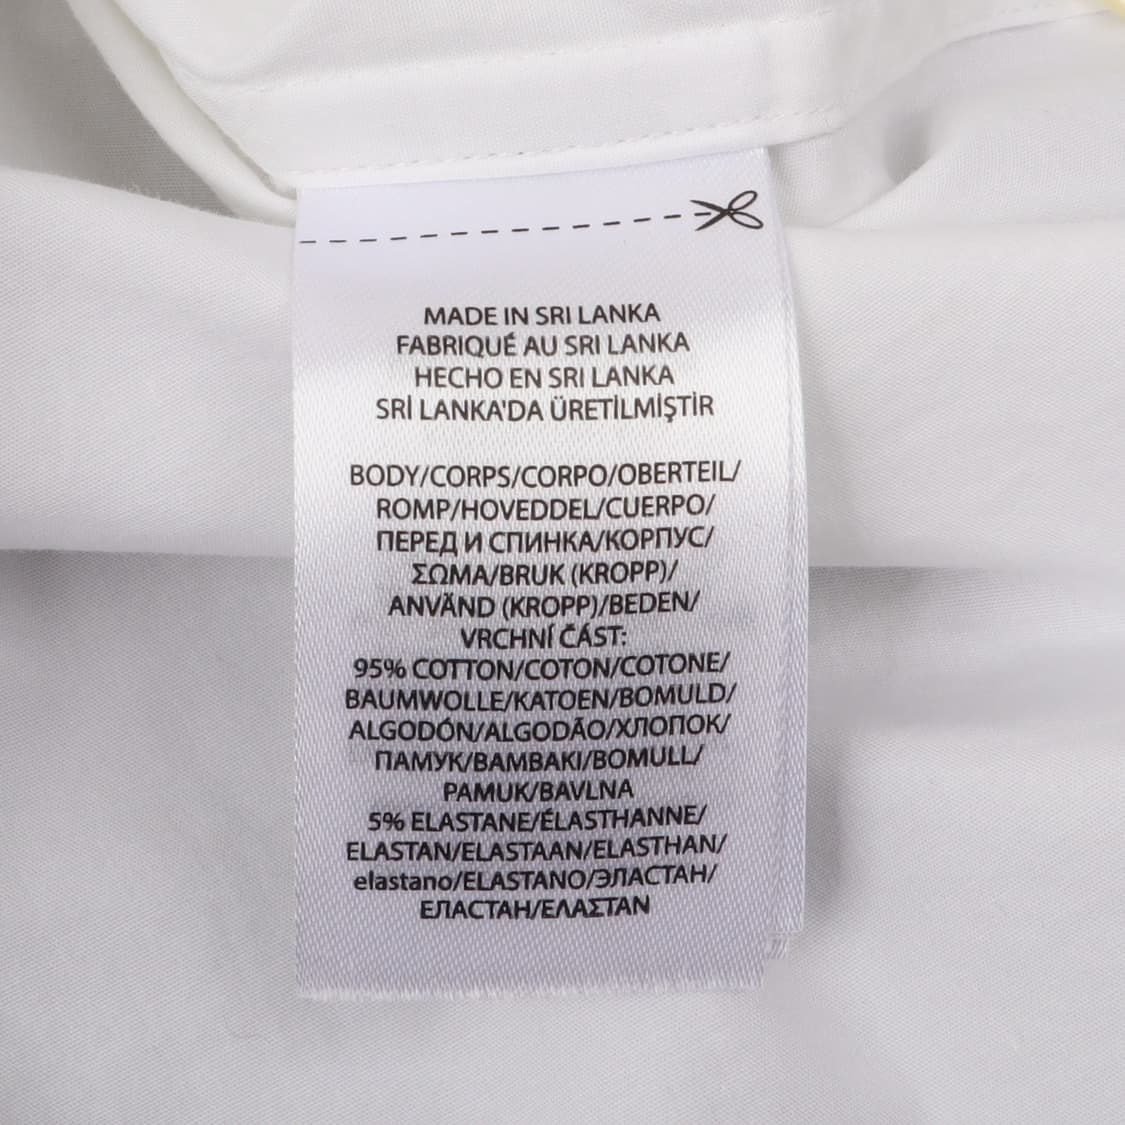 MADE IN SRI LANKA
FABRIQUÉ AU SRI LANKA
HECHO EN SRI LANKA
SRİ LANKA'DA ÜRETİLMİŞTİR
BODY/CORPS/CORPO/OBERTEIL/
ROMP/HOVEDDEL/CUERPO/
ПЕРЕД И СПИНКА/КОРПУС/
ΣΩΜΑ/BRUK (KROPP)/
ANVÄND (KROPP)/BEDEN/
VRCHNÍ ČÁST:
95% COTTON/COTON/COTONE/
BAUMWOLLE/KATOEN/BOMULD/
ALGODÓN/ALGODÃO/ХЛОПОК/
ПАМУК/ΒΑΜΒΑΚΙ/BOMULL/
PAMUK/BAVLNA
5% ELASTANE/ÉLASTHANNE/
ELASTAN/ELASTAAN/ELASTHAN/
elastano/ELASTANO/ЭЛАСТАН/
ЕЛАСТАН/ΕΛΑΣΤΑΝ